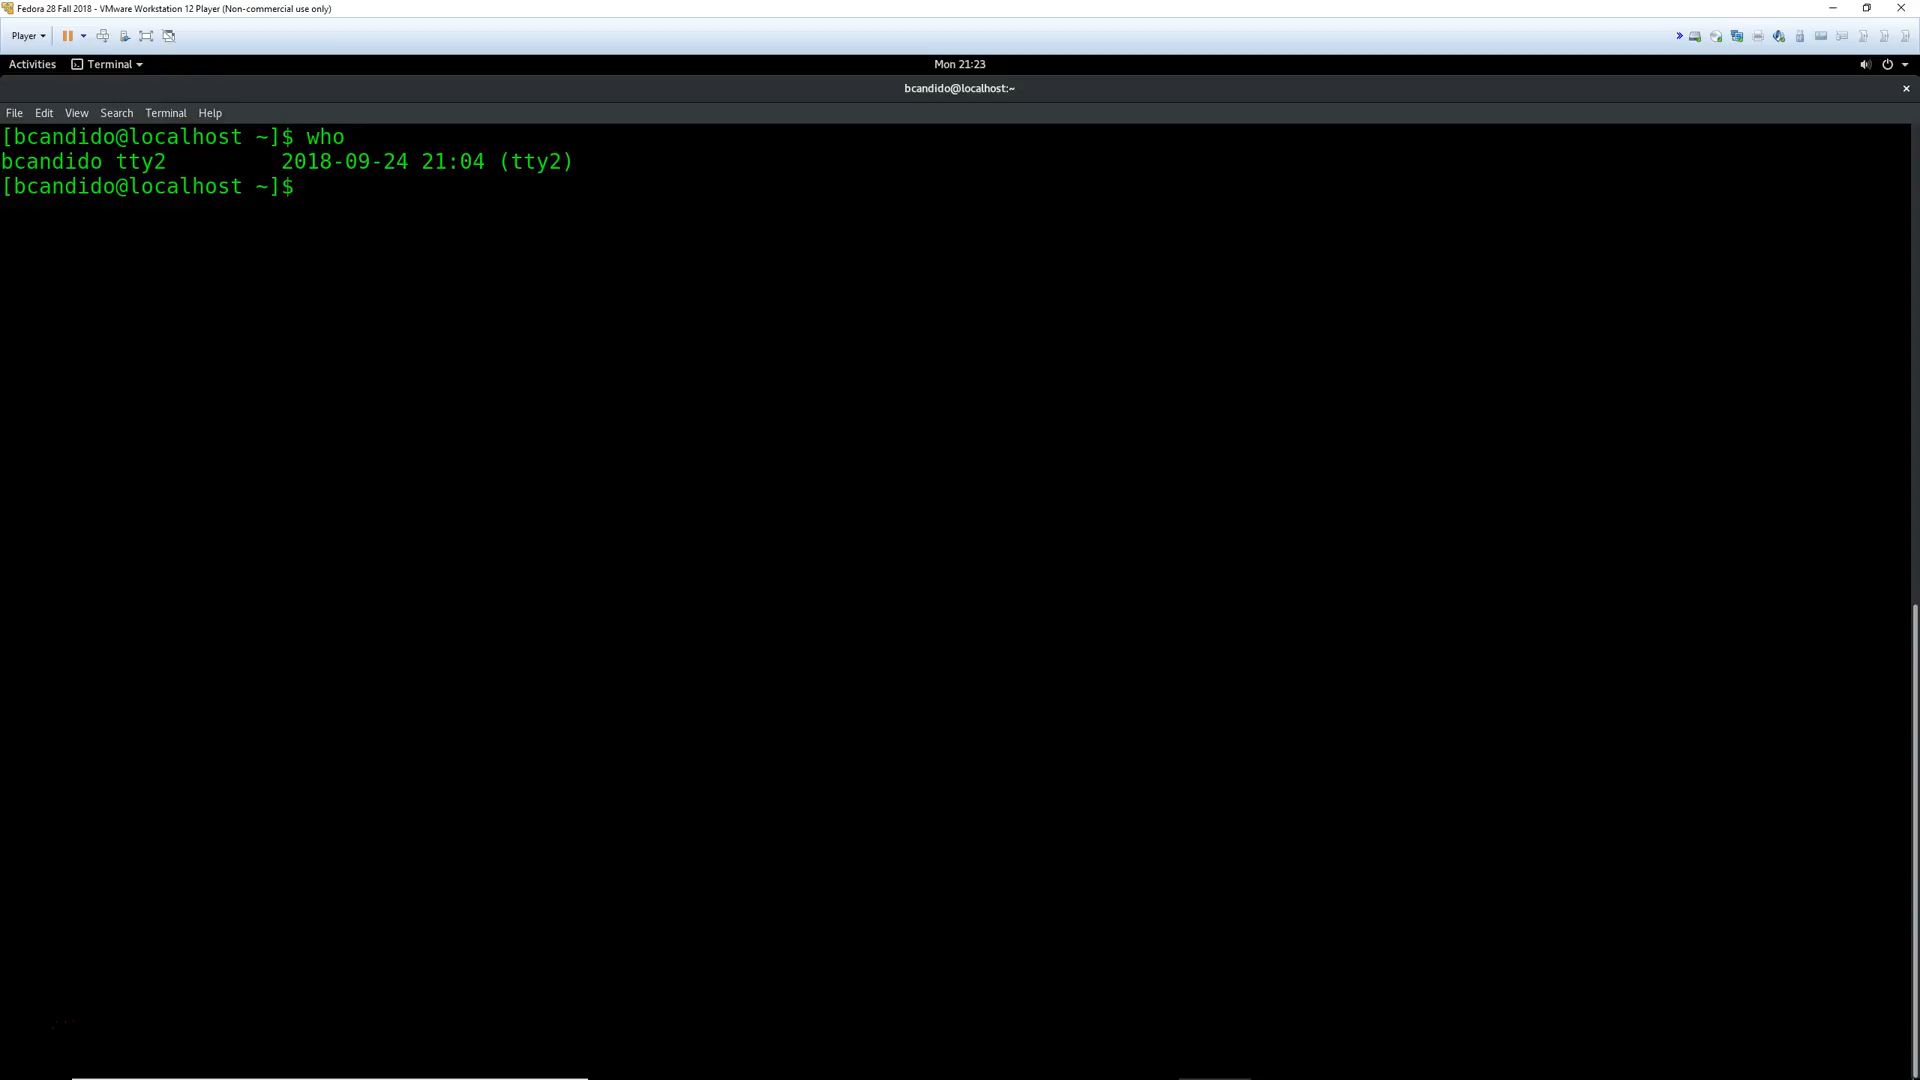 Fedora 28 Fall 2018 - VMware Workstation 12 Player (Non-commercial use only)
Player
Activities Terminal Mon 21:23
bcandido@localhost:~
File Edit View Search Terminal Help
[bcandido@localhost ~]$ who
bcandido tty2         2018-09-24 21:04 (tty2)
[bcandido@localhost ~]$